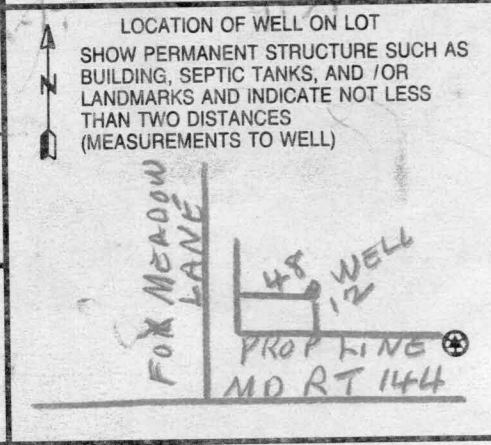 LOCATION OF WELL ON LOT
SHOW PERMANENT STRUCTURE SUCH AS
BUILDING, SEPTIC TANKS, AND /OR
LANDMARKS AND INDICATE NOT LESS
THAN TWO DISTANCES
(MEASUREMENTS TO WELL)
N
FOX MEADOW
LANE
48
WELL
12
PROP LINE
MD RT 144